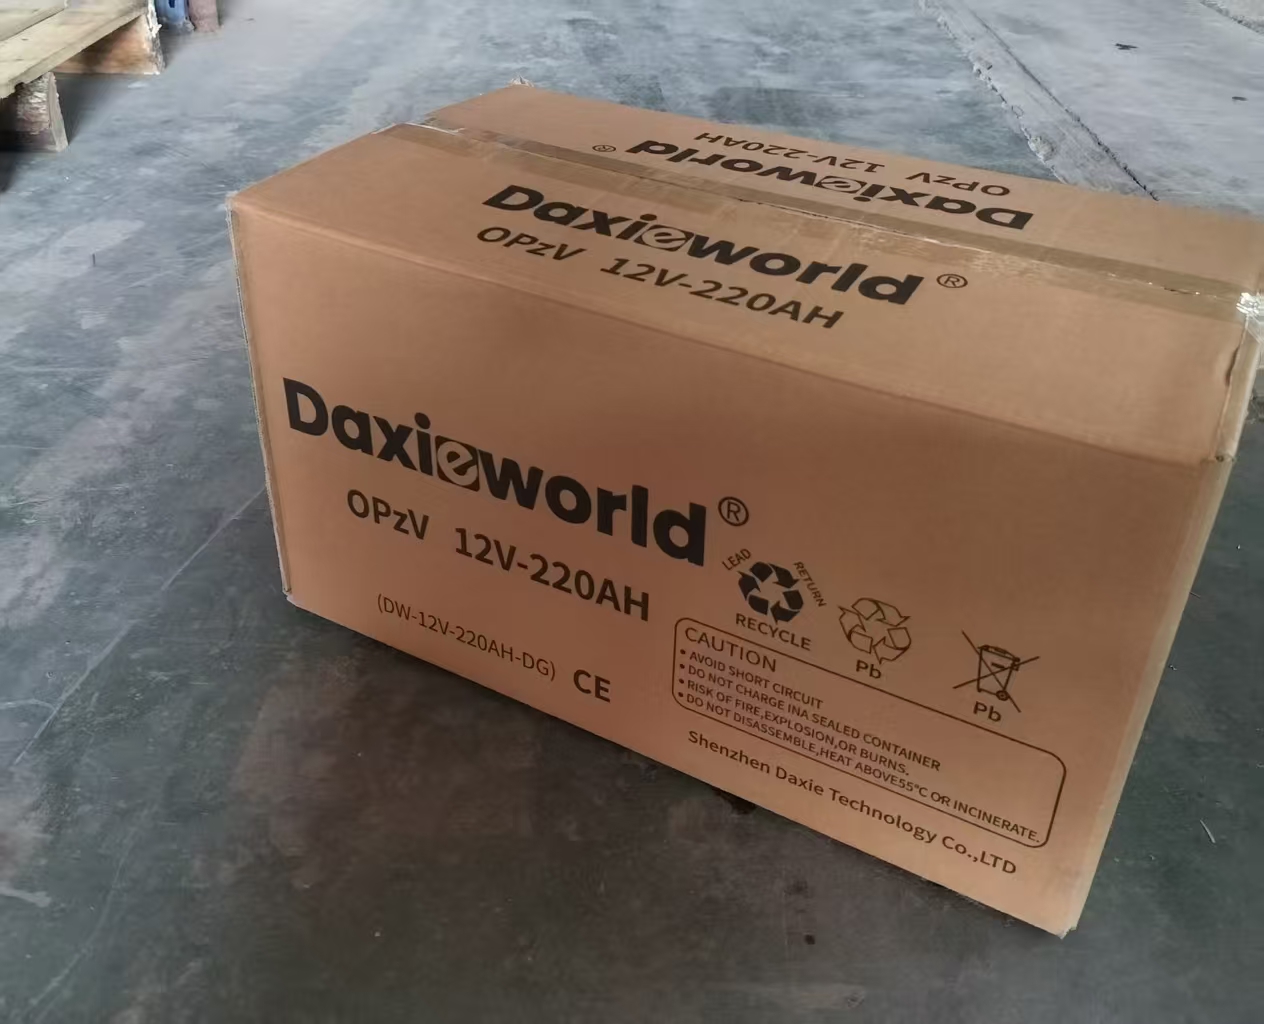 Daxieworld®
OPzV 12V-220AH
Daxieworld®
OPzV 12V-220AH
Daxieworld®
OPzV 12V-220AH
(DW-12V-220AH-DG) CE
LEAD RETURN
RECYCLE
Pb
Pb
CAUTION
• AVOID SHORT CIRCUIT
• DO NOT CHARGE INA SEALED CONTAINER
• RISK OF FIRE,EXPLOSION,OR BURNS.
• DO NOT DISASSEMBLE,HEAT ABOVE55°C OR INCINERATE.
Shenzhen Daxie Technology Co.,LTD